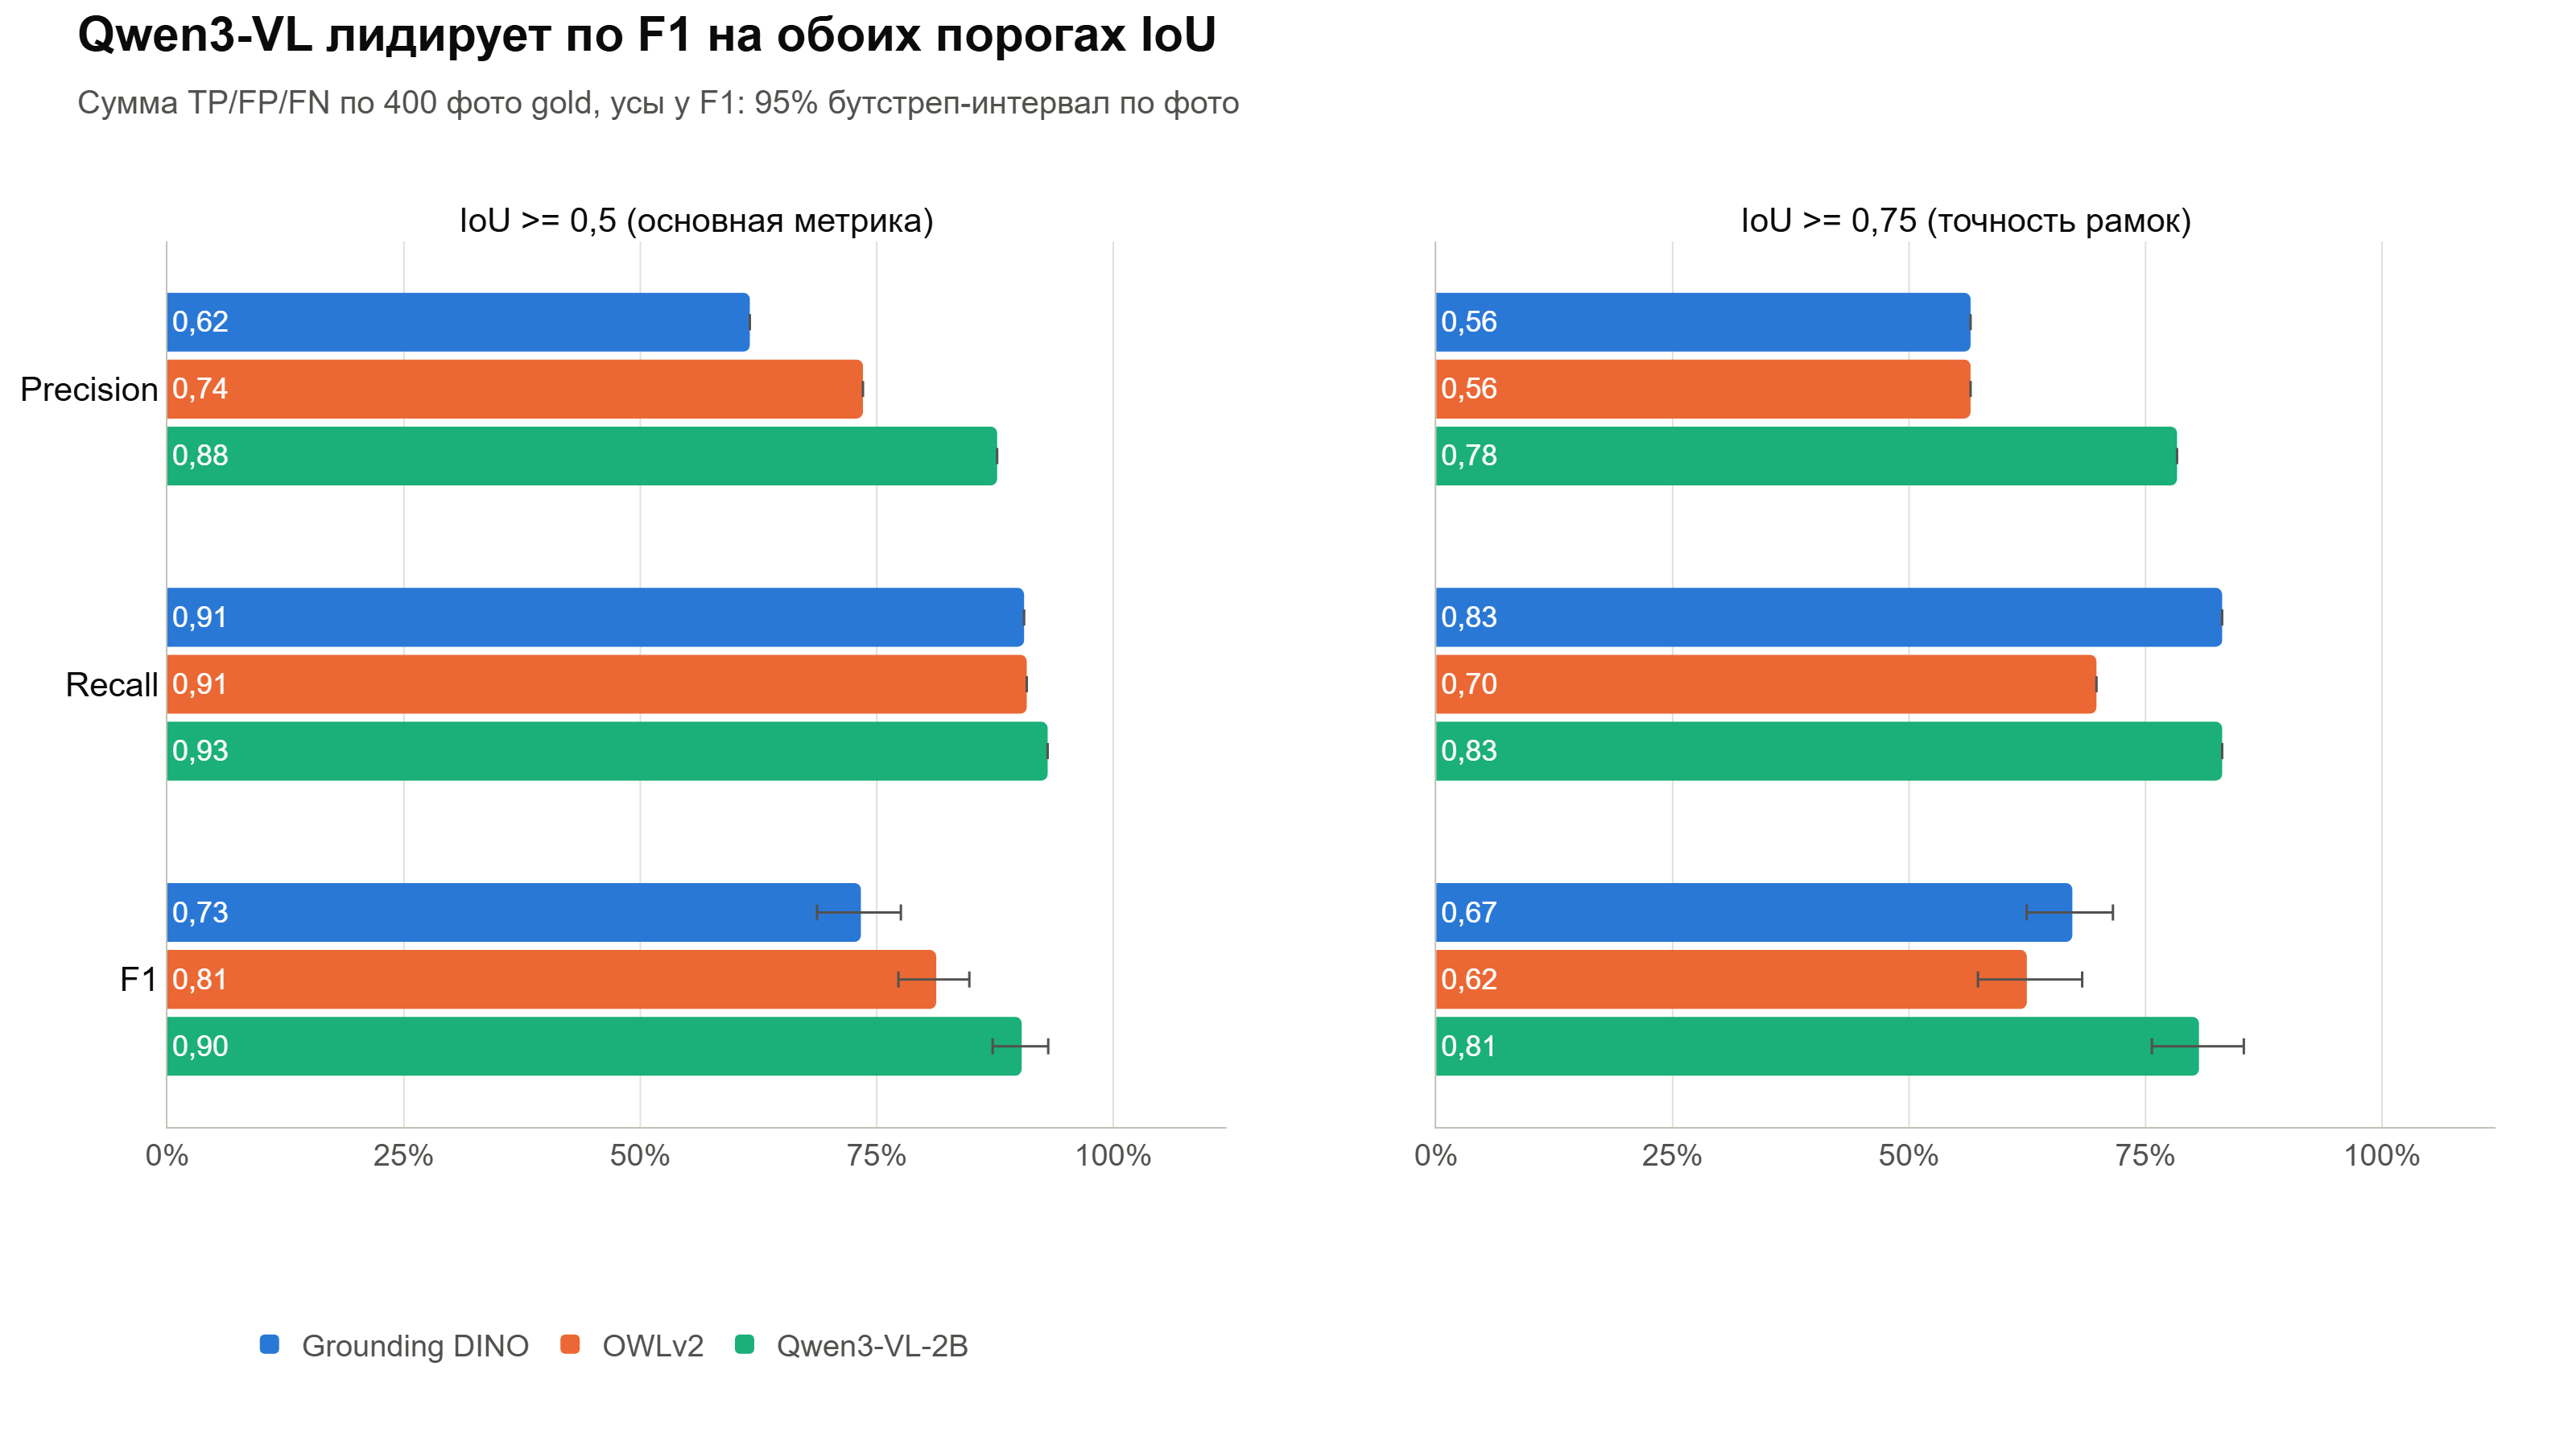 Qwen3-VL лидирует по F1 на обоих порогах IoU
Сумма TP/FP/FN по 400 фото gold, усы у F1: 95% бутстреп-интервал по фото
IoU >= 0,5 (основная метрика)
Precision
0,62
0,74
0,88
Recall
0,91
0,91
0,93
F1
0,73
0,81
0,90
0%
25%
50%
75%
100%
IoU >= 0,75 (точность рамок)
0,56
0,56
0,78
0,83
0,70
0,83
0,67
0,62
0,81
0%
25%
50%
75%
100%
Grounding DINO
OWLv2
Qwen3-VL-2B